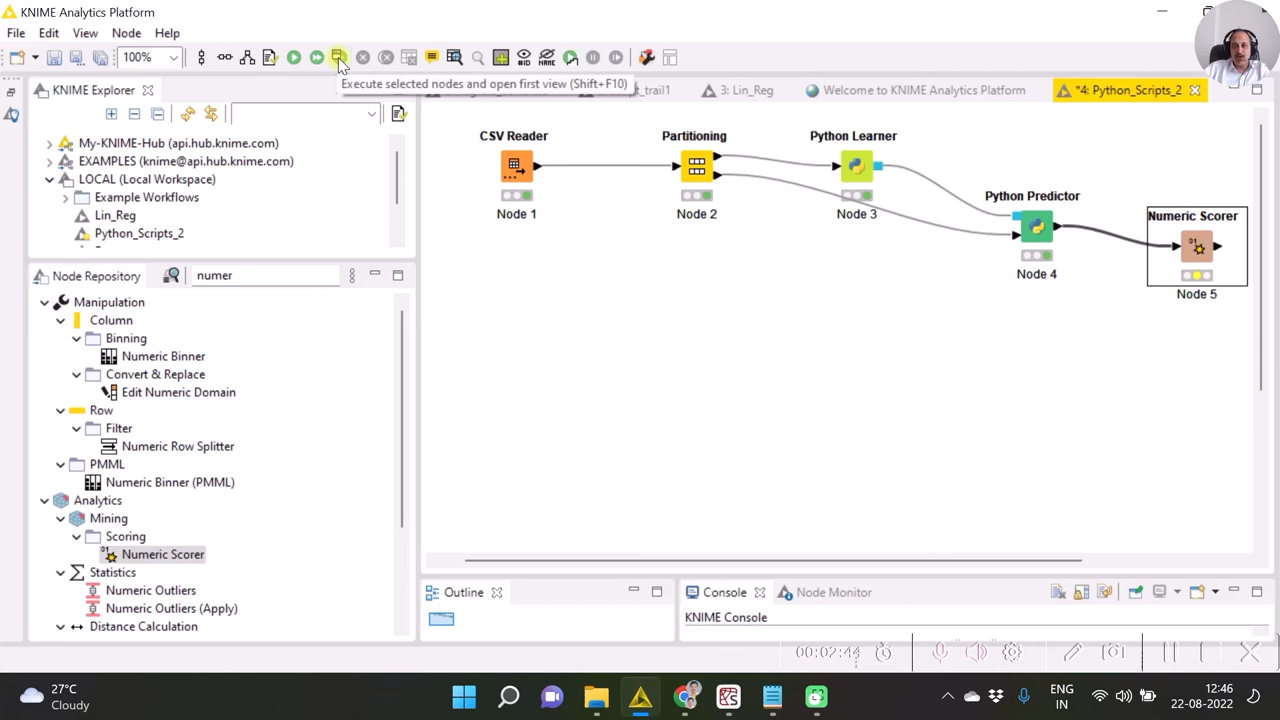 KNIME Analytics Platform
File Edit View Node Help
100%
Execute selected nodes and open first view (Shift+F10)
KNIME Explorer
3: Lin_Reg
Welcome to KNIME Analytics Platform
*4: Python_Scripts_2
My-KNIME-Hub (api.hub.knime.com)
EXAMPLES (knime@api.hub.knime.com)
LOCAL (Local Workspace)
Example Workflows
Lin_Reg
Python_Scripts_2
CSV Reader
Node 1
Partitioning
Node 2
Python Learner
Node 3
Python Predictor
Node 4
Numeric Scorer
Node 5
Node Repository
numer
Manipulation
Column
Binning
Numeric Binner
Convert & Replace
Edit Numeric Domain
Row
Filter
Numeric Row Splitter
PMML
Numeric Binner (PMML)
Analytics
Mining
Scoring
Numeric Scorer
Statistics
Numeric Outliers
Numeric Outliers (Apply)
Distance Calculation
Outline
Console
Node Monitor
KNIME Console
00:02:44
27°C
Cloudy
ENG
IN
12:46
22-08-2022